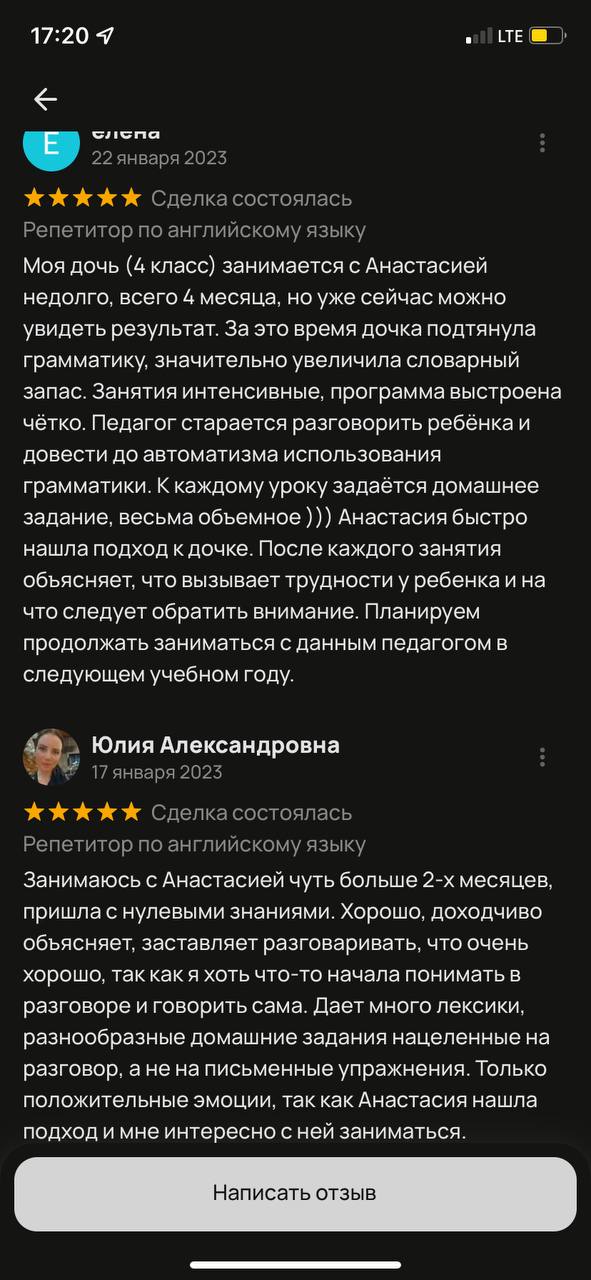 17:20
LTE
Е
елена
22 января 2023
Сделка состоялась
Репетитор по английскому языку
Моя дочь (4 класс) занимается с Анастасией
недолго, всего 4 месяца, но уже сейчас можно
увидеть результат. За это время дочка подтянула
грамматику, значительно увеличила словарный
запас. Занятия интенсивные, программа выстроена
чётко. Педагог старается разговорить ребёнка и
довести до автоматизма использования
грамматики. К каждому уроку задаётся домашнее
задание, весьма объемное ))) Анастасия быстро
нашла подход к дочке. После каждого занятия
объясняет, что вызывает трудности у ребенка и на
что следует обратить внимание. Планируем
продолжать заниматься с данным педагогом в
следующем учебном году.
Юлия Александровна
17 января 2023
Сделка состоялась
Репетитор по английскому языку
Занимаюсь с Анастасией чуть больше 2-х месяцев,
пришла с нулевыми знаниями. Хорошо, доходчиво
объясняет, заставляет разговаривать, что очень
хорошо, так как я хоть что-то начала понимать в
разговоре и говорить сама. Дает много лексики,
разнообразные домашние задания нацеленные на
разговор, а не на письменные упражнения. Только
положительные эмоции, так как Анастасия нашла
подход и мне интересно с ней заниматься.
Написать отзыв